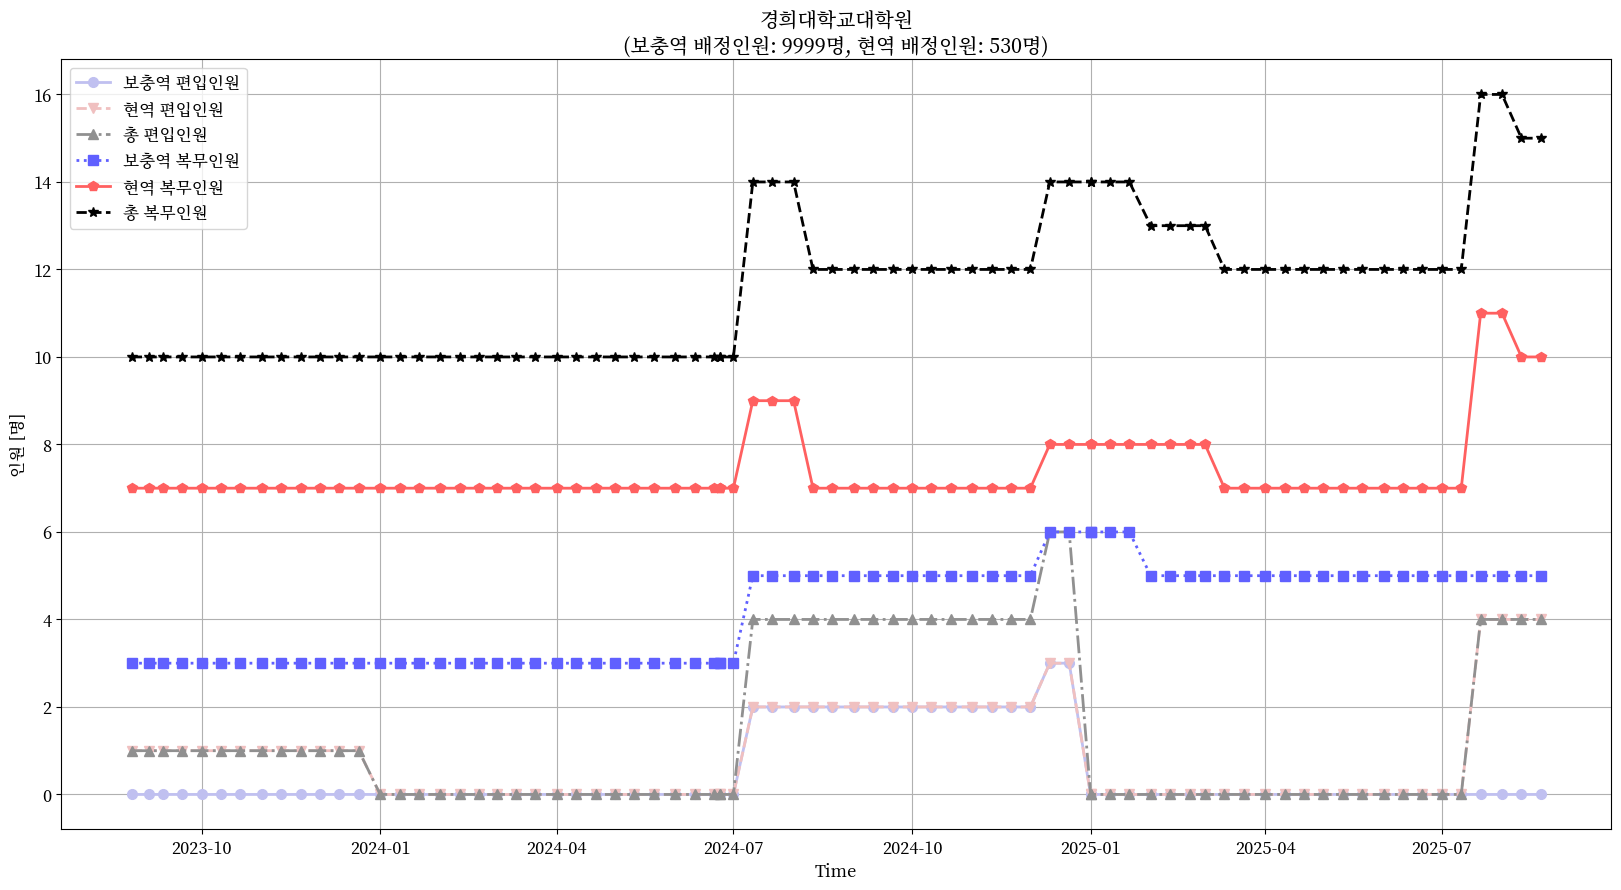 경희대학교대학원
(보충역 배정인원: 9999명, 현역 배정인원: 530명)
보충역 편입인원
현역 편입인원
총 편입인원
보충역 복무인원
현역 복무인원
총 복무인원
16
14
12
10
8
6
4
2
0
인원 [명]
2023-10
2024-01
2024-04
2024-07
2024-10
2025-01
2025-04
2025-07
Time